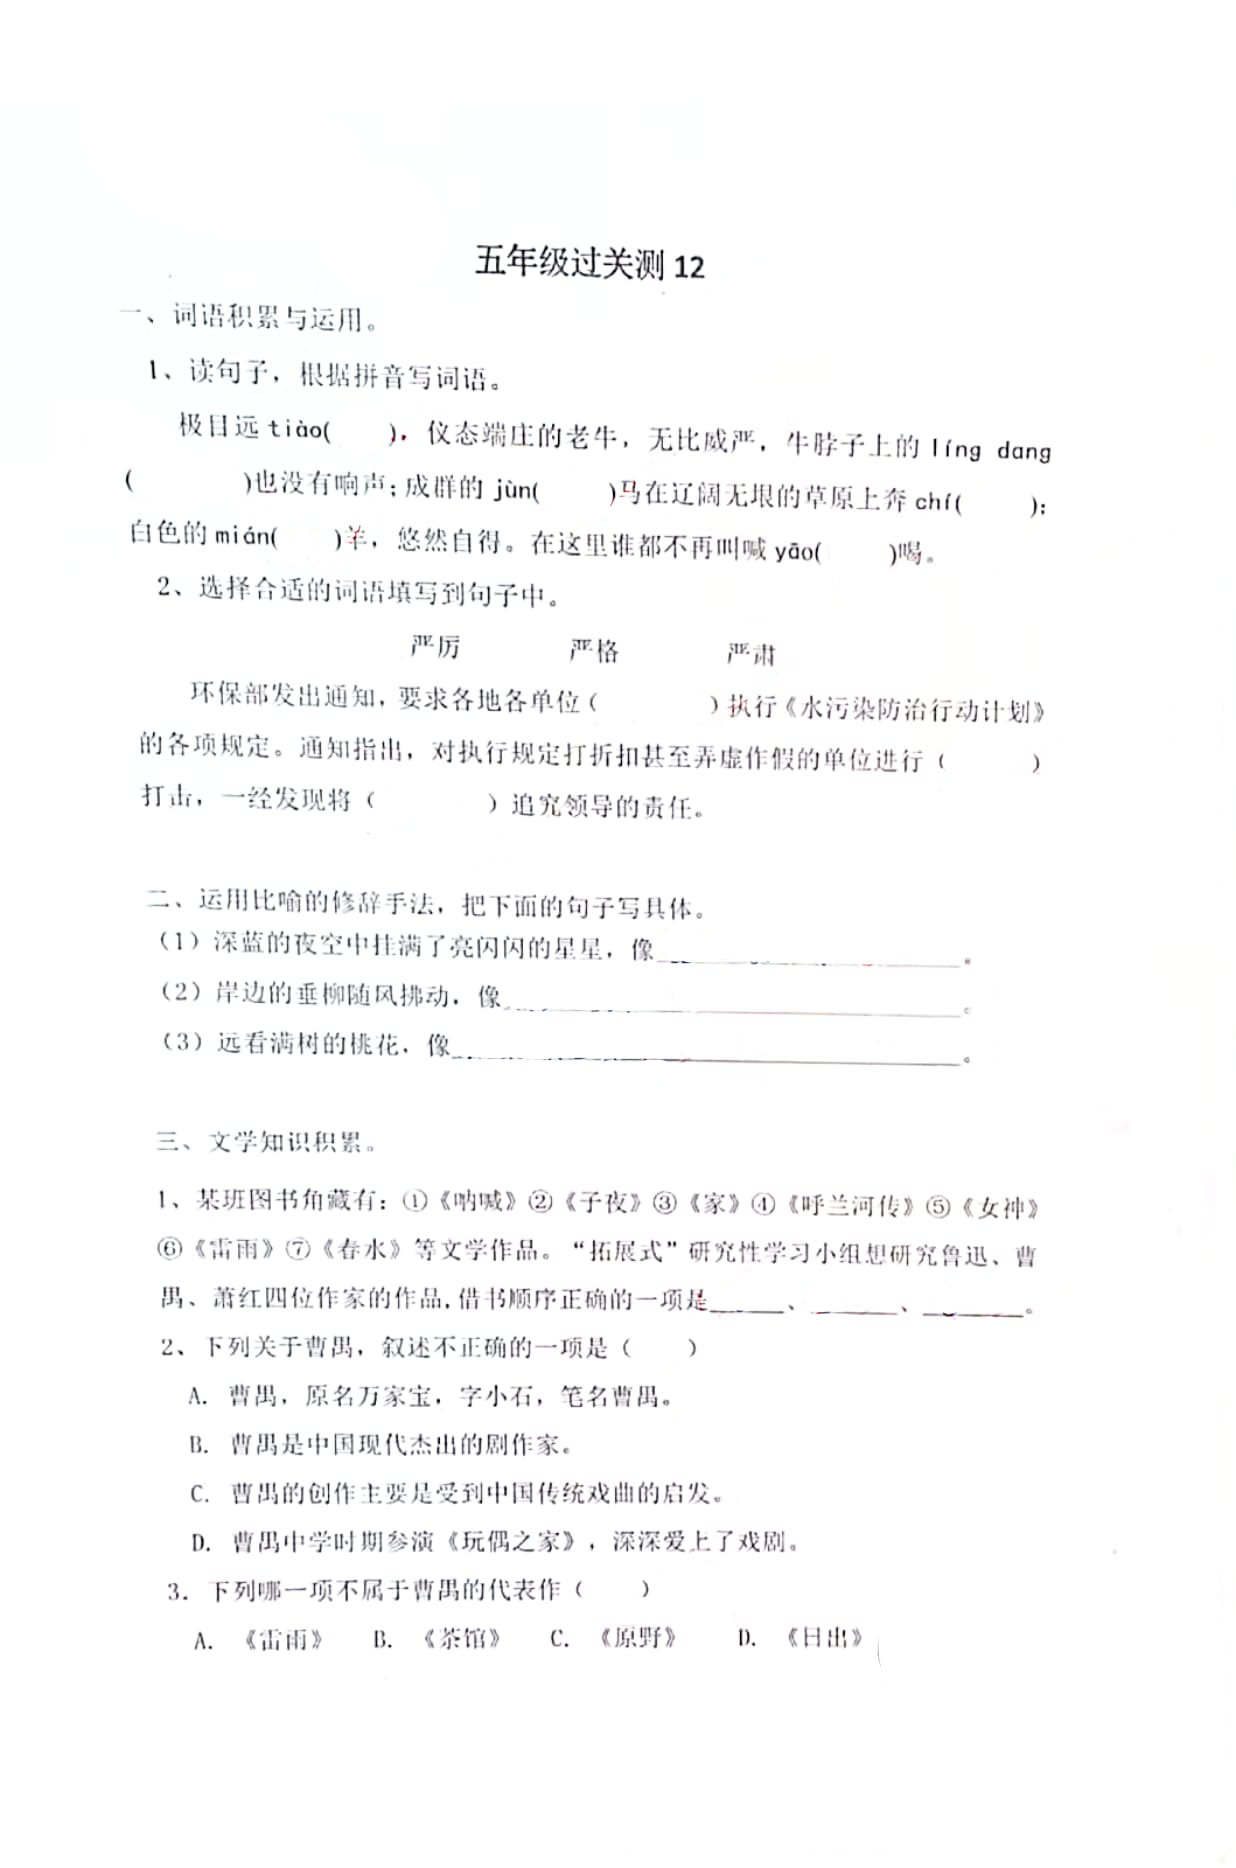 五年级过关测 12
一、词语积累与运用。
1、读句子，根据拼音写词语。
极目远 tiào(    )，仪态端庄的老牛，无比威严，牛脖子上的 líng dang
(    )也没有响声；成群的 jùn(    )马在辽阔无垠的草原上奔 chí(    )；
白色的 mián(    )羊，悠然自得。在这里谁都不再叫喊 yāo(    )喝。
2、选择合适的词语填写到句子中。
严厉 严格 严肃
环保部发出通知，要求各地各单位（    ）执行《水污染防治行动计划》
的各项规定。通知指出，对执行规定打折扣甚至弄虚作假的单位进行（    ）
打击，一经发现将（    ）追究领导的责任。
二、运用比喻的修辞手法，把下面的句子写具体。
（1）深蓝的夜空中挂满了亮闪闪的星星，像____________________。
（2）岸边的垂柳随风拂动，像____________________。
（3）远看满树的桃花，像____________________。
三、文学知识积累。
1、某班图书角藏有：①《呐喊》②《子夜》③《家》④《呼兰河传》⑤《女神》
⑥《雷雨》⑦《春水》等文学作品。“拓展式”研究性学习小组想研究鲁迅、曹
禺、萧红四位作家的作品，借书顺序正确的一项是______、______、______。
2、下列关于曹禺，叙述不正确的一项是（    ）
A. 曹禺，原名万家宝，字小石，笔名曹禺。
B. 曹禺是中国现代杰出的剧作家。
C. 曹禺的创作主要是受到中国传统戏曲的启发。
D. 曹禺中学时期参演《玩偶之家》，深深爱上了戏剧。
3. 下列哪一项不属于曹禺的代表作（    ）
A. 《雷雨》 B. 《茶馆》 C. 《原野》 D. 《日出》